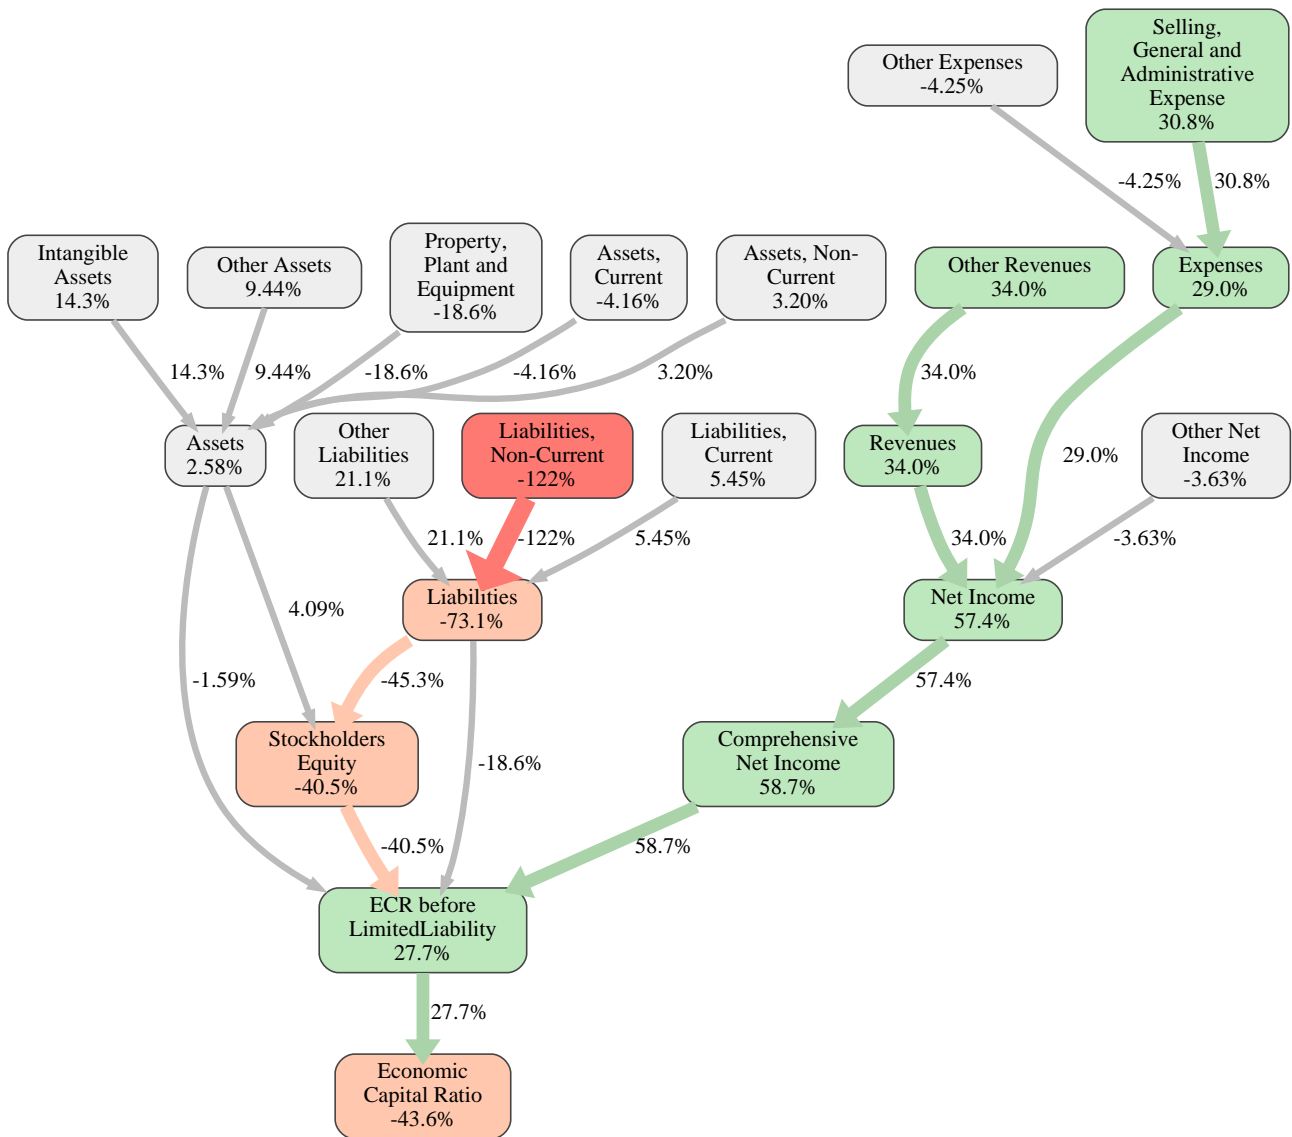 Selling,
General and
Administrative
Expense
30.8%
Other Expenses
-4.25%
-4.25%
30.8%
Intangible
Assets
14.3%
Other Assets
9.44%
Property,
Plant and
Equipment
-18.6%
Assets,
Current
-4.16%
Assets, Non-
Current
3.20%
Other Revenues
34.0%
Expenses
29.0%
14.3%
9.44%
-18.6%
-4.16%
3.20%
34.0%
Assets
2.58%
Other
Liabilities
21.1%
Liabilities,
Non-Current
-122%
Liabilities,
Current
5.45%
Revenues
34.0%
29.0%
Other Net
Income
-3.63%
21.1%
-122%
5.45%
34.0%
-3.63%
Liabilities
-73.1%
4.09%
Net Income
57.4%
-1.59%
-45.3%
57.4%
Stockholders
Equity
-40.5%
-18.6%
Comprehensive
Net Income
58.7%
-40.5%
58.7%
ECR before
LimitedLiability
27.7%
27.7%
Economic
Capital Ratio
-43.6%